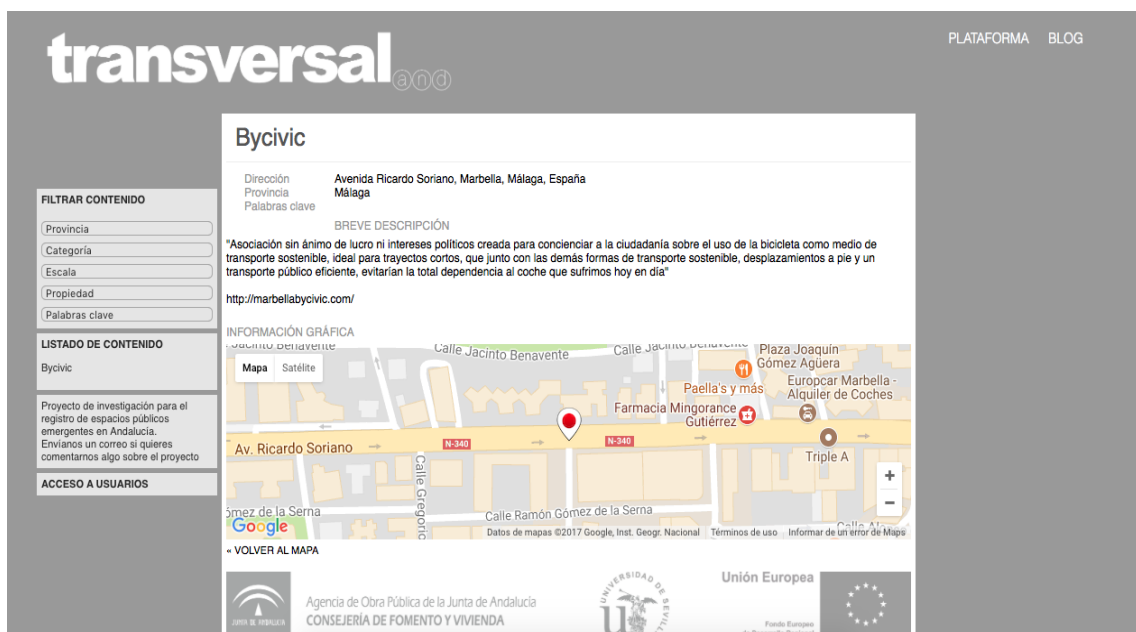 transversal
and
PLATAFORMA BLOG
Bycivic
Dirección Avenida Ricardo Soriano, Marbella, Málaga, España
Provincia Málaga
Palabras clave
BREVE DESCRIPCIÓN
"Asociación sin ánimo de lucro ni intereses políticos creada para concienciar a la ciudadanía sobre el uso de la bicicleta como medio de
transporte sostenible, ideal para trayectos cortos, que junto con las demás formas de transporte sostenible, desplazamientos a pie y un
transporte público eficiente, evitarían la total dependencia al coche que sufrimos hoy en día"
http://marbellabycivic.com/
FILTRAR CONTENIDO
Provincia
Categoría
Escala
Propiedad
Palabras clave
LISTADO DE CONTENIDO
Bycivic
Proyecto de investigación para el
registro de espacios públicos
emergentes en Andalucía.
Envíanos un correo si quieres
comentarnos algo sobre el proyecto
ACCESO A USUARIOS
INFORMACIÓN GRÁFICA
Jacinto Benavente
Calle Jacinto Benavente
Calle Jacinto Benavente
Plaza Joaquín
Gómez Agüera
Mapa Satélite
Paella's y más
Europcar Marbella -
Alquiler de Coches
Farmacia Mingorance
Gutiérrez
Av. Ricardo Soriano
N-340
N-340
Triple A
Calle Gregorio
+
−
ómez de la Serna
Calle Ramón Gómez de la Serna
Google
Datos de mapas ©2017 Google, Inst. Geogr. Nacional Términos de uso Informar de un error de Maps
« VOLVER AL MAPA
JUNTA DE ANDALUCIA
Agencia de Obra Pública de la Junta de Andalucía
CONSEJERÍA DE FOMENTO Y VIVIENDA
UNIVERSIDAD DE SEVILLA
Unión Europea
Fondo Europeo
de Desarrollo Regional